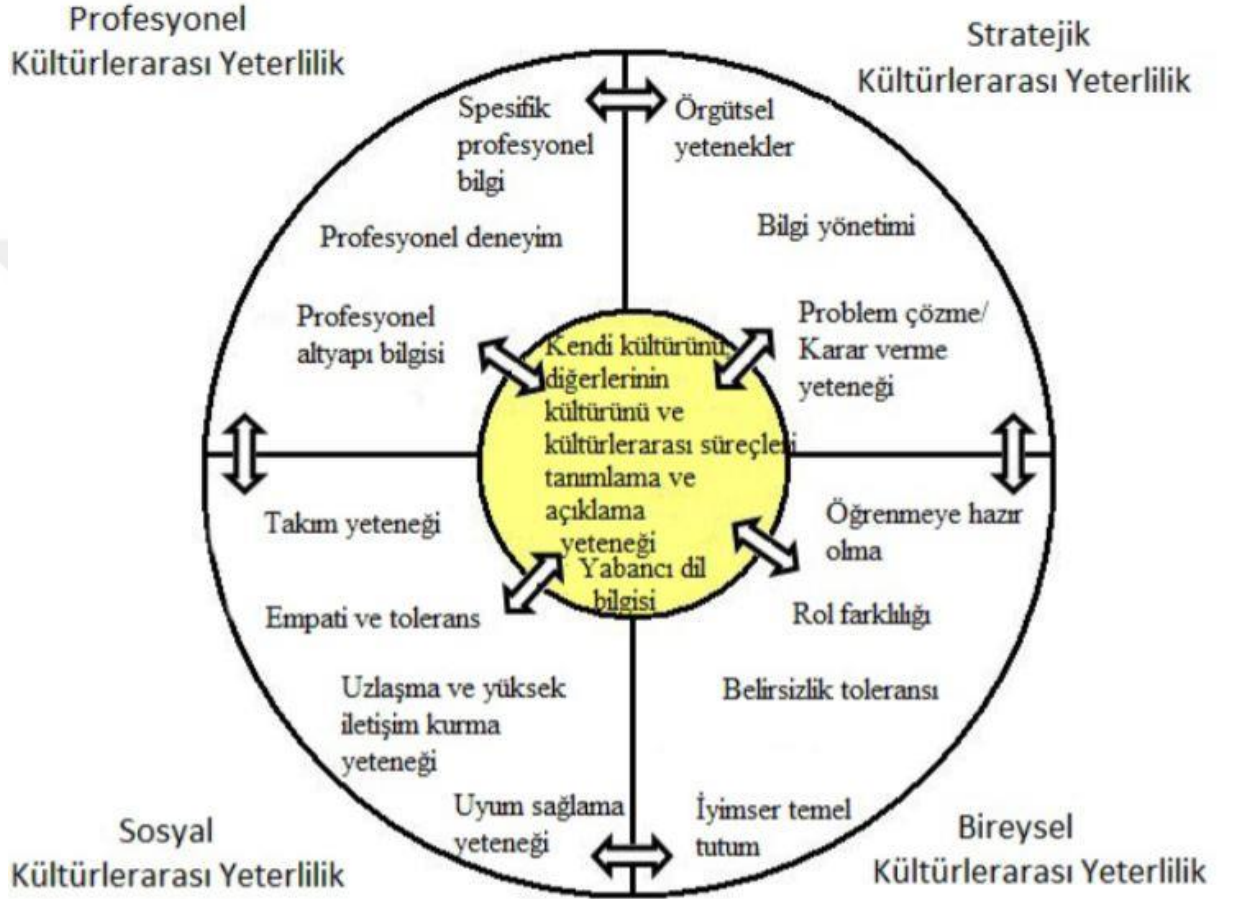 Profesyonel
Kültürlerarası Yeterlilik
Stratejik
Kültürlerarası Yeterlilik
Spesifik
profesyonel
bilgi
Profesyonel deneyim
Profesyonel
altyapı bilgisi
Örgütsel
yetenekler
Bilgi yönetimi
Problem çözme/
Karar verme
yeteneği
Kendi kültürünü,
diğerlerinin
kültürünü ve
kültürlerarası süreçleri
tanımlama ve
açıklama
yeteneği
Yabancı dil
bilgisi
Takım yeteneği
Empati ve tolerans
Uzlaşma ve yüksek
iletişim kurma
yeteneği
Uyum sağlama
yeteneği
Öğrenmeye hazır
olma
Rol farklılığı
Belirsizlik toleransı
İyimser temel
tutum
Sosyal
Kültürlerarası Yeterlilik
Bireysel
Kültürlerarası Yeterlilik